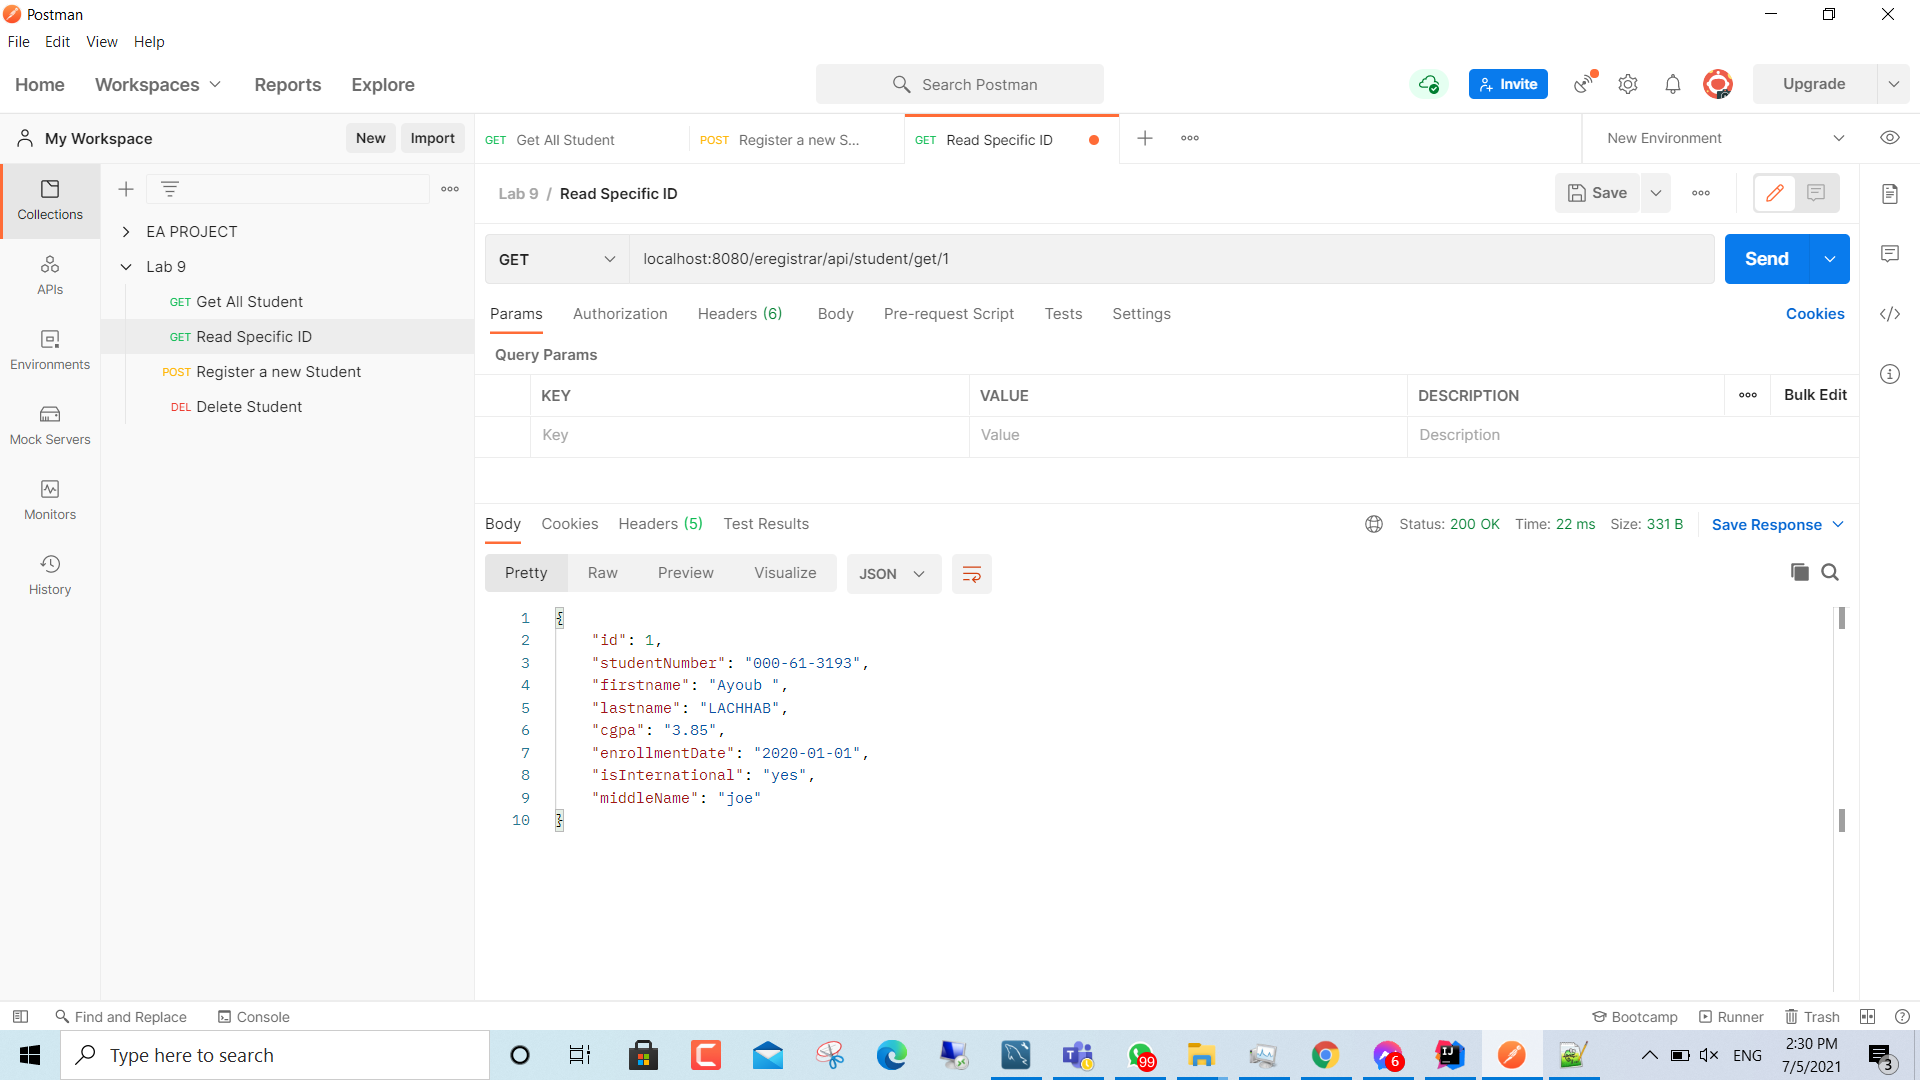 Postman
File Edit View Help
Home Workspaces Reports Explore Search Postman Invite Upgrade
My Workspace New Import GET Get All Student POST Register a new S... GET Read Specific ID New Environment
Collections
APIs
Environments
Mock Servers
Monitors
History
EA PROJECT
Lab 9
GET Get All Student
GET Read Specific ID
POST Register a new Student
DEL Delete Student
Lab 9 / Read Specific ID Save
GET localhost:8080/eregistrar/api/student/get/1 Send
Params Authorization Headers (6) Body Pre-request Script Tests Settings Cookies
Query Params
KEY VALUE DESCRIPTION Bulk Edit
Key Value Description
Body Cookies Headers (5) Test Results Status: 200 OK Time: 22 ms Size: 331 B Save Response
Pretty Raw Preview Visualize JSON
1 {
2 "id": 1,
3 "studentNumber": "000-61-3193",
4 "firstname": "Ayoub ",
5 "lastname": "LACHHAB",
6 "cgpa": "3.85",
7 "enrollmentDate": "2020-01-01",
8 "isInternational": "yes",
9 "middleName": "joe"
10 }
Find and Replace Console Bootcamp Runner Trash
Type here to search 99 6 IJ ENG 2:30 PM
7/5/2021 3